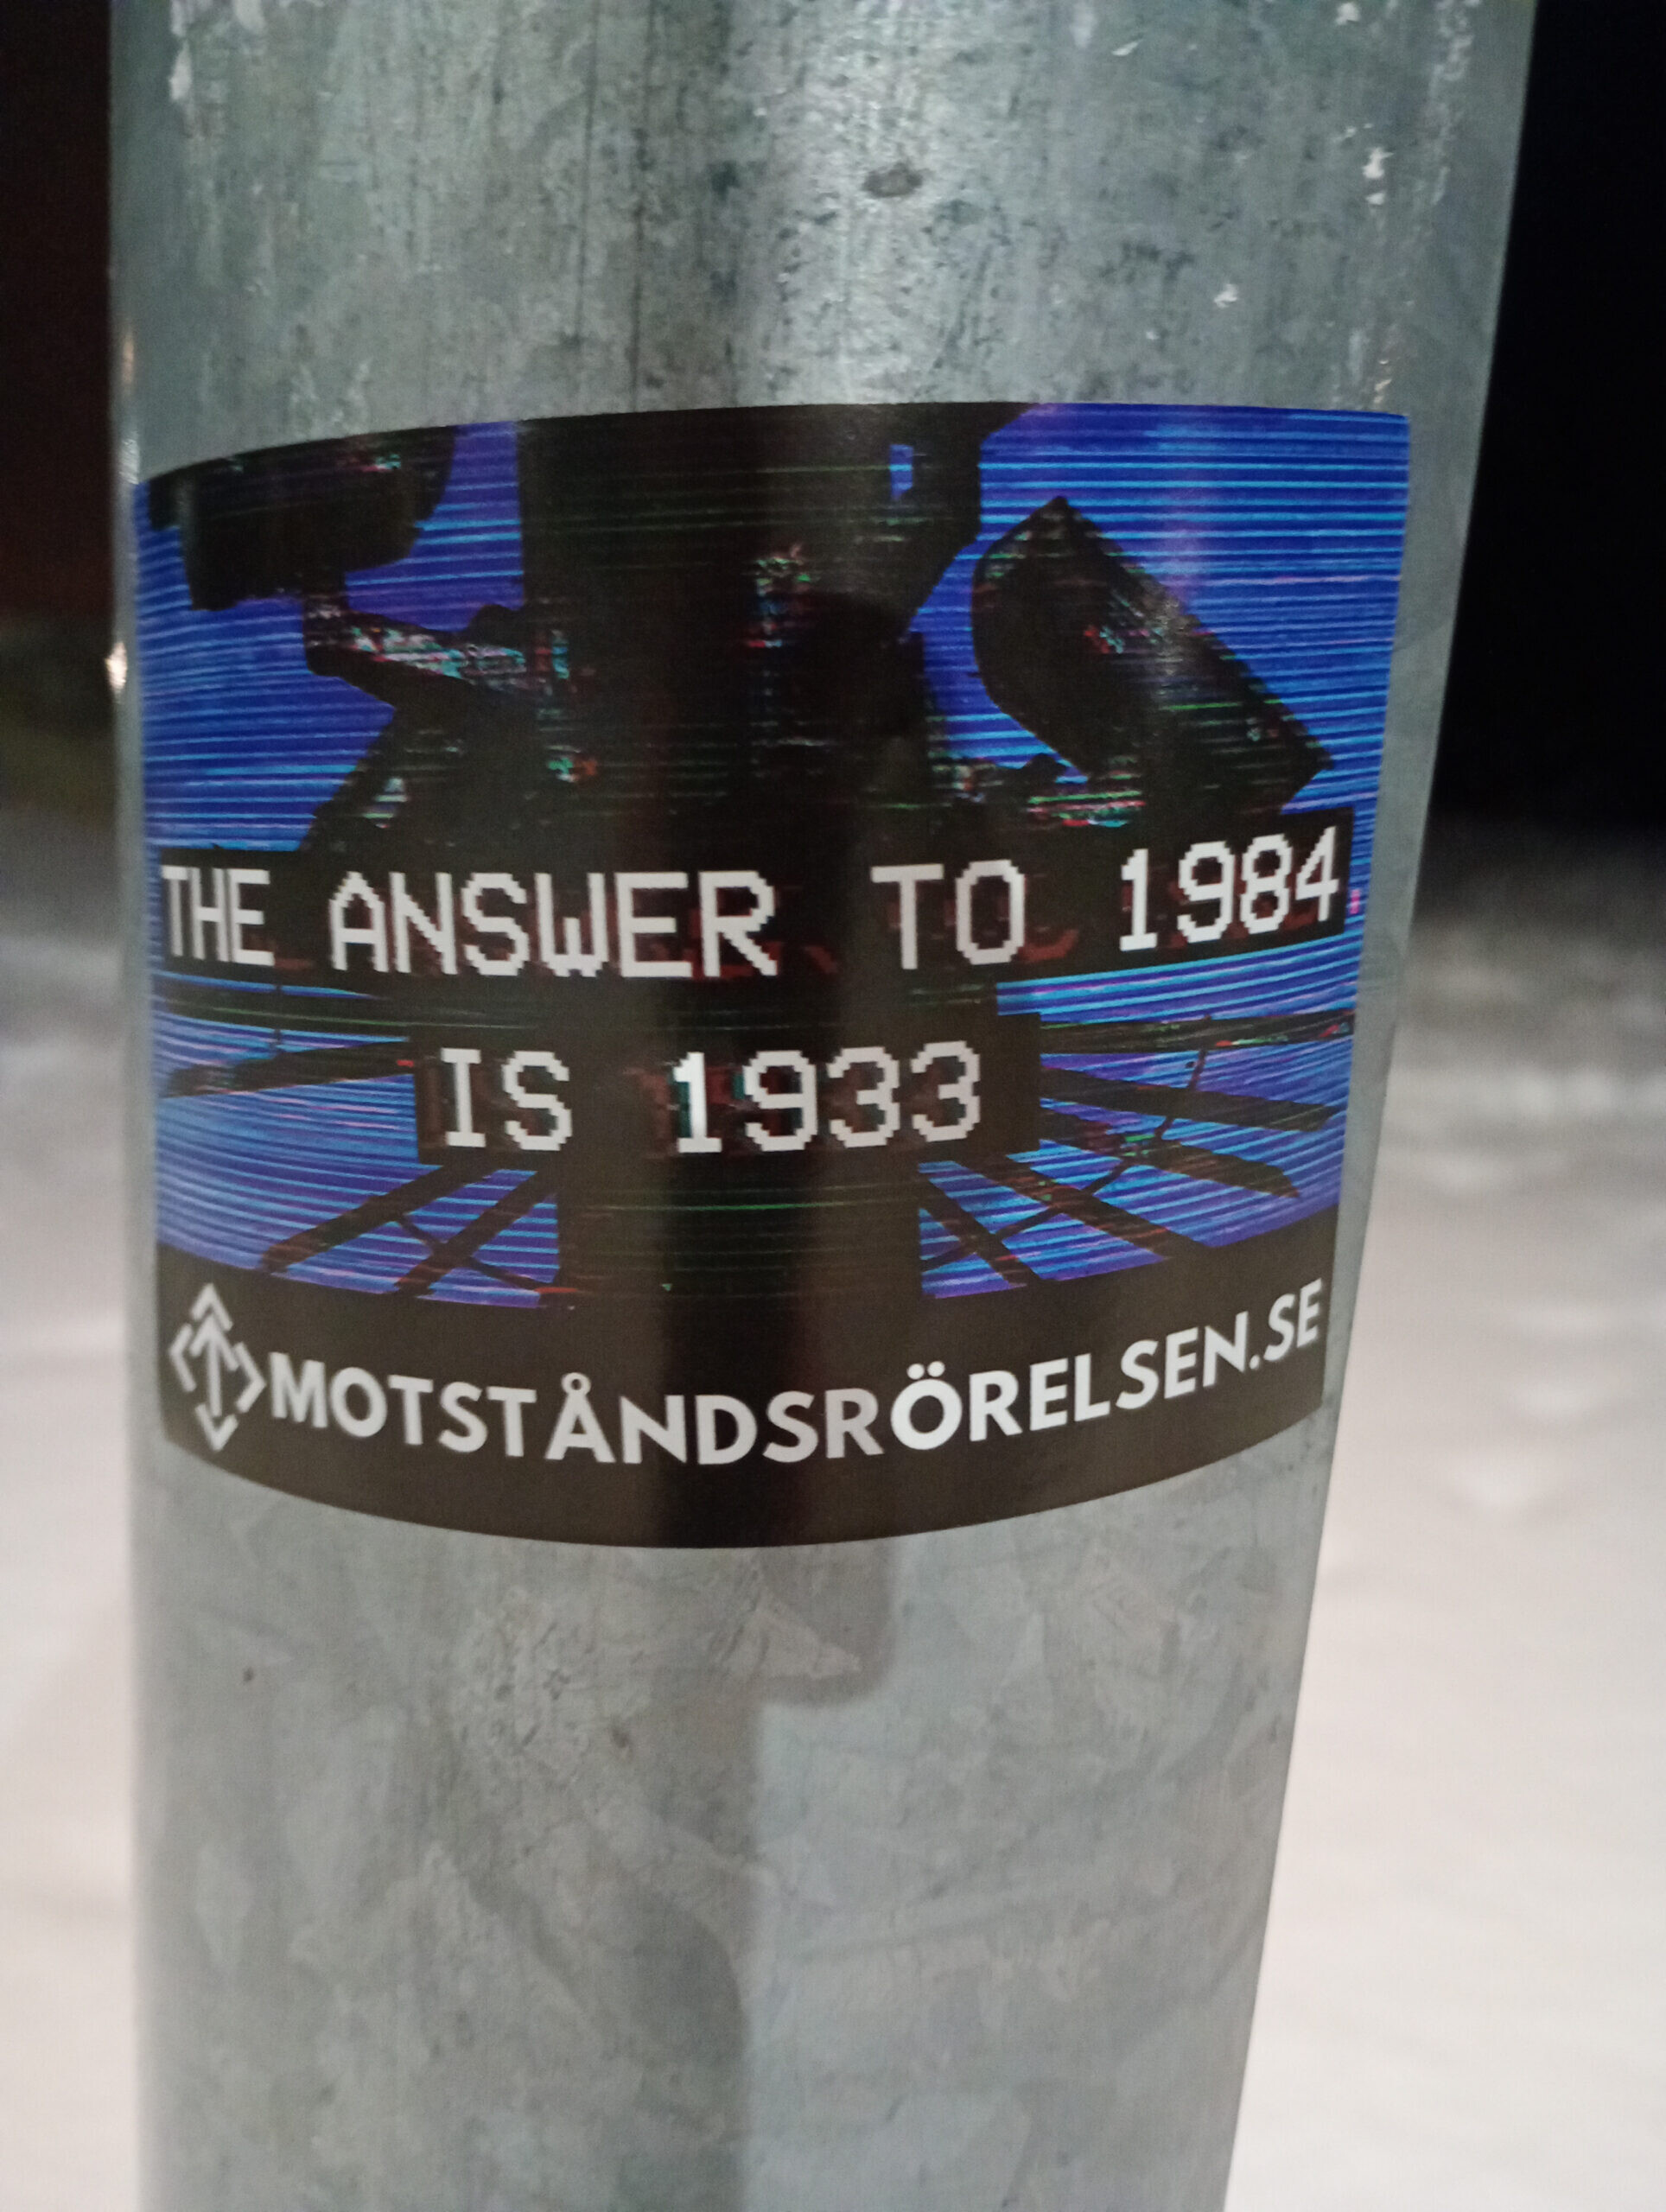 THE ANSWER TO 1984
IS 1933
MOTSTÅNDSRÖRELSEN.SE